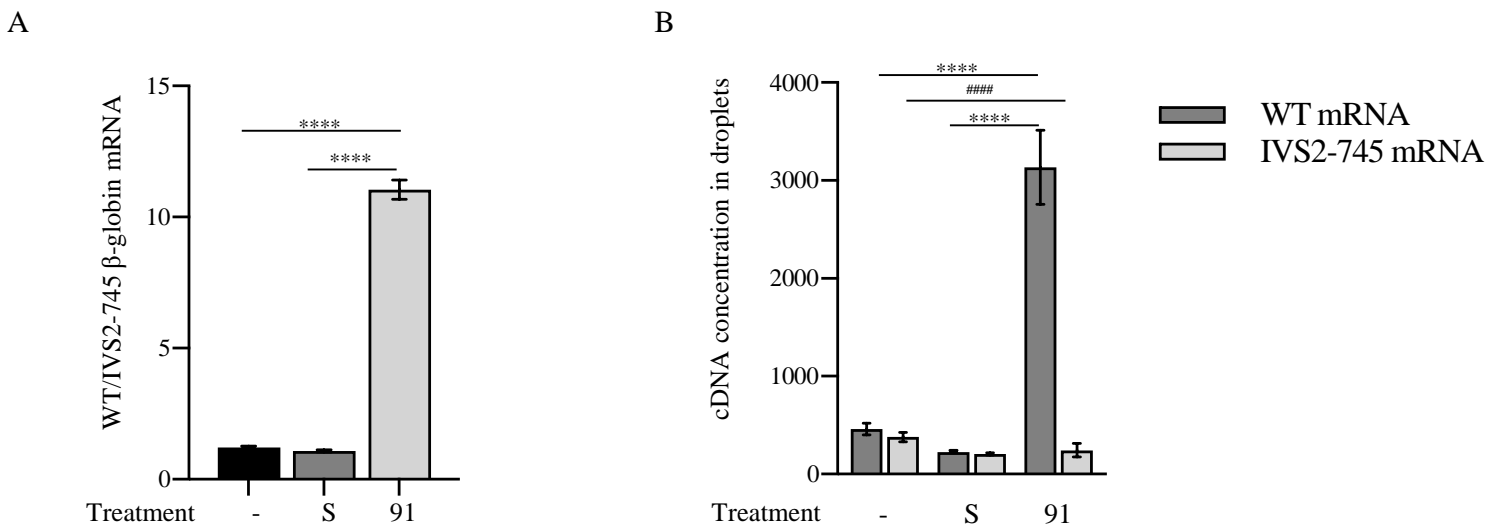 A
B
WT/IVS2-745 β-globin mRNA
15
10
5
0
****
****
Treatment - S 91
cDNA concentration in droplets
4000
3000
2000
1000
0
****
####
****
Treatment - S 91
WT mRNA
IVS2-745 mRNA